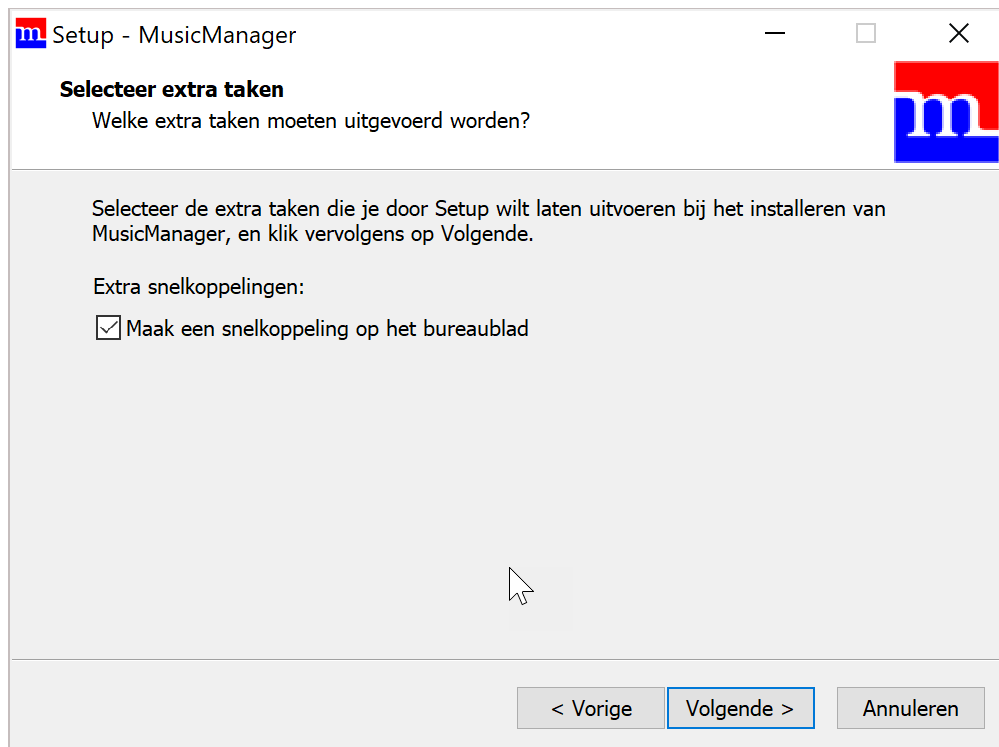 Setup - MusicManager
Selecteer extra taken
Welke extra taken moeten uitgevoerd worden?
m
Selecteer de extra taken die je door Setup wilt laten uitvoeren bij het installeren van
MusicManager, en klik vervolgens op Volgende.
Extra snelkoppelingen:
Maak een snelkoppeling op het bureaublad
< Vorige
Volgende >
Annuleren